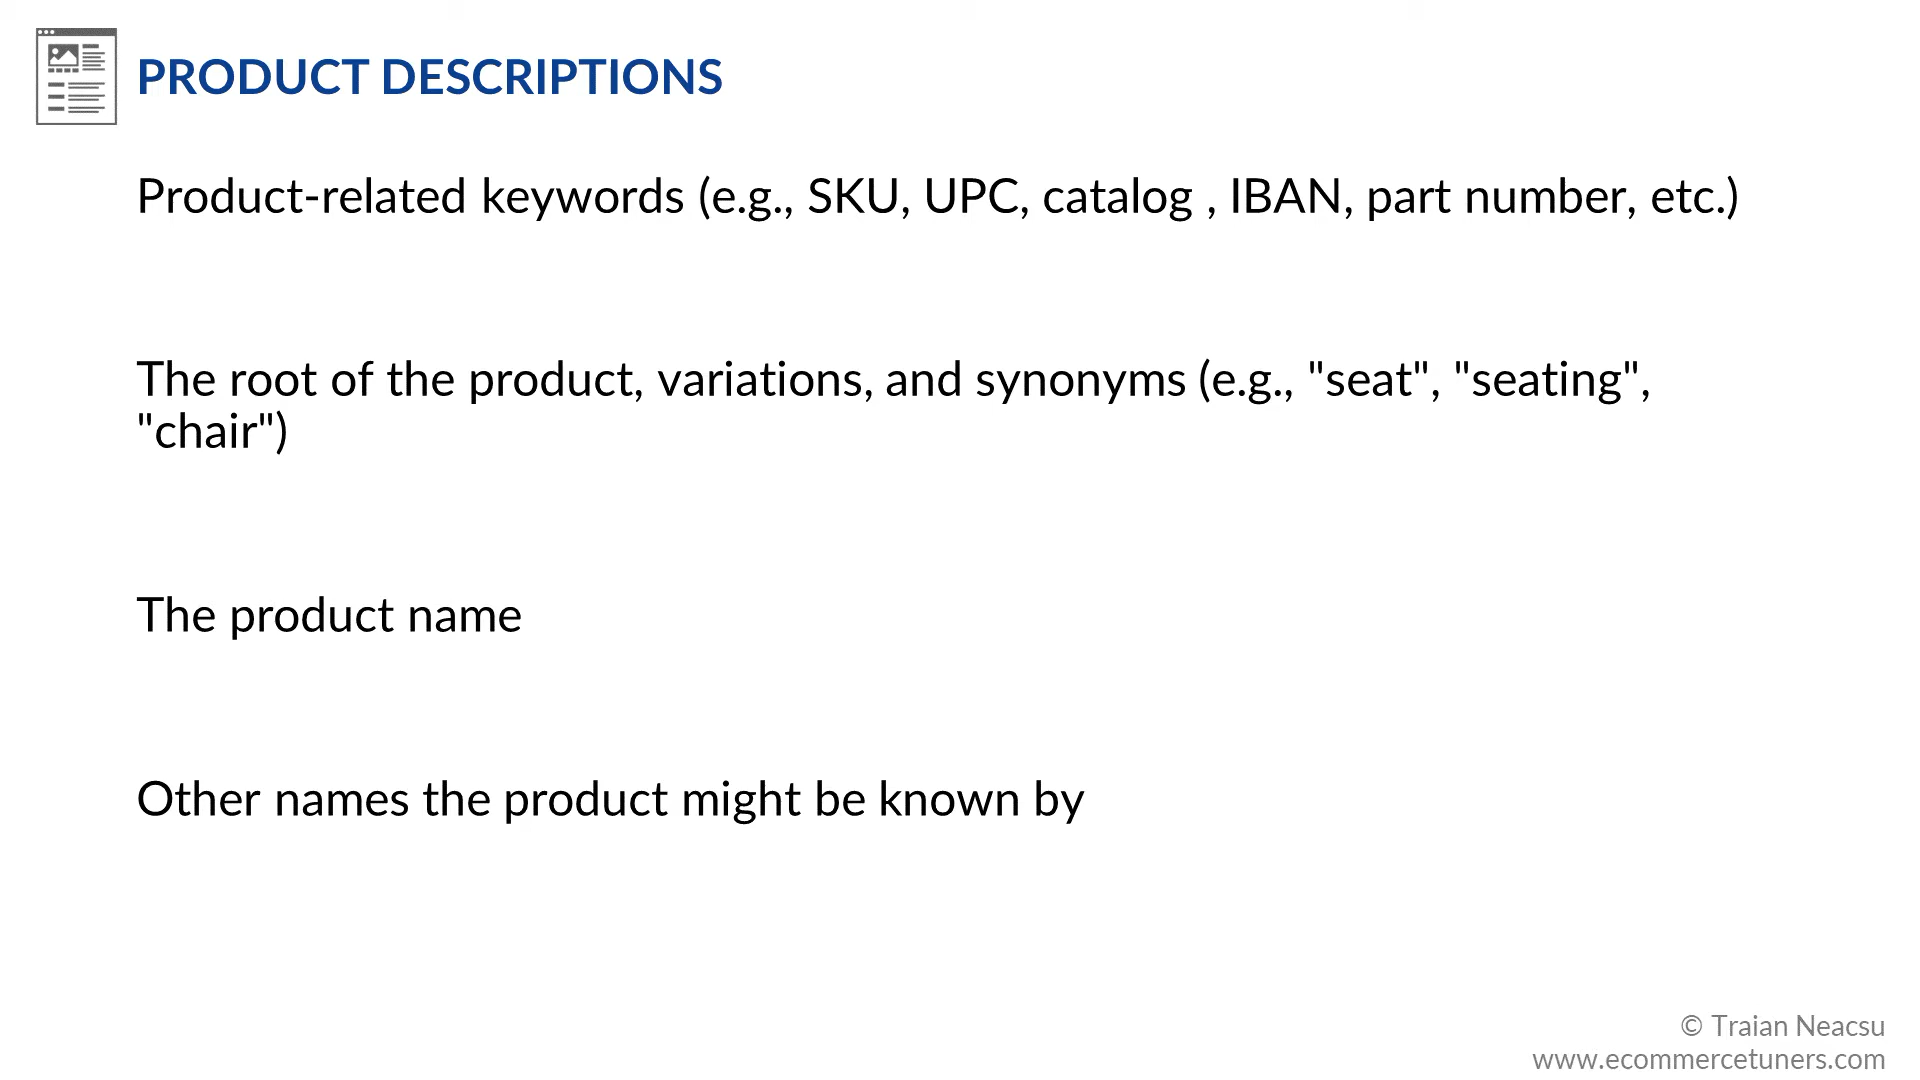 PRODUCT DESCRIPTIONS
Product-related keywords (e.g., SKU, UPC, catalog , IBAN, part number, etc.)
The root of the product, variations, and synonyms (e.g., "seat", "seating",
"chair")
The product name
Other names the product might be known by
© Traian Neacsu
www.ecommercetuners.com